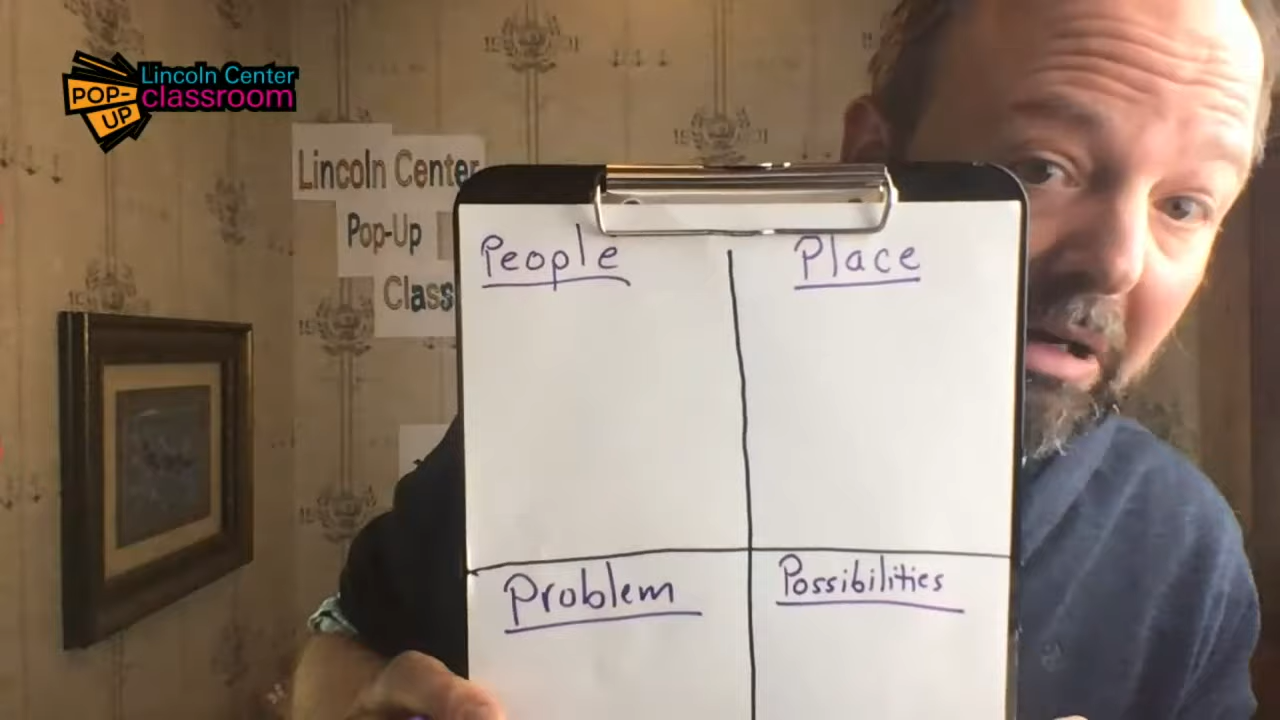 Lincoln Center
POP-
classroom
UP
Lincoln Center
Pop-Up
Class
People
Place
Problem
Possibilities